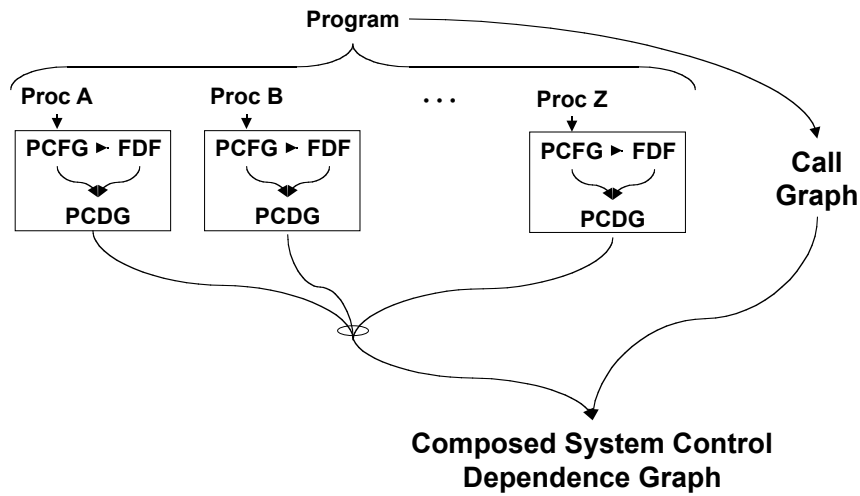 Program
Proc A
Proc B
...
Proc Z
PCFG FDF
PCDG
PCFG FDF
PCDG
PCFG FDF
PCDG
Call
Graph
Composed System Control
Dependence Graph